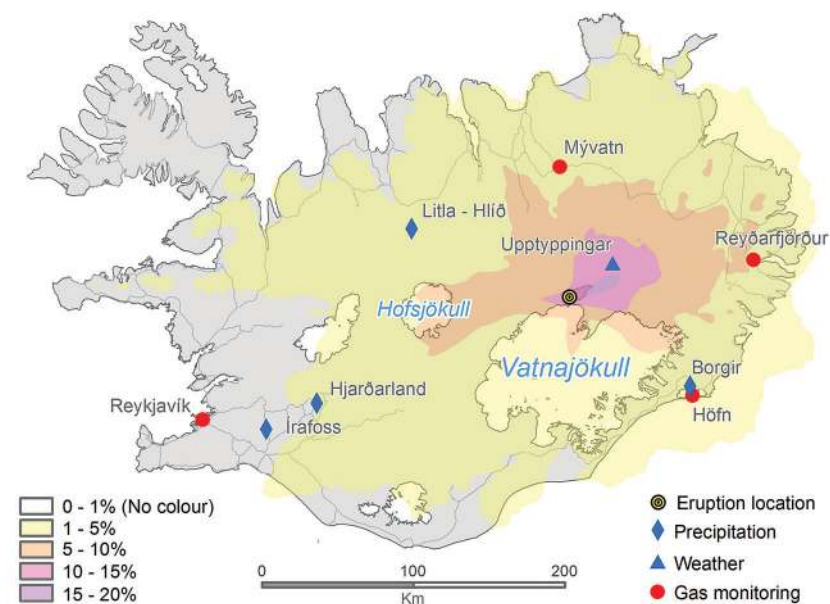 Mývatn
Litla - Hlíð
Upptyppingar
Reyðarfjörður
Hofsjökull
Vatnajökull
Borgir
Hjarðarland
Reykjavík
Höfn
Írafoss
0 - 1% (No colour)
1 - 5%
5 - 10%
10 - 15%
15 - 20%
0 100 200
Km
Eruption location
Precipitation
Weather
Gas monitoring